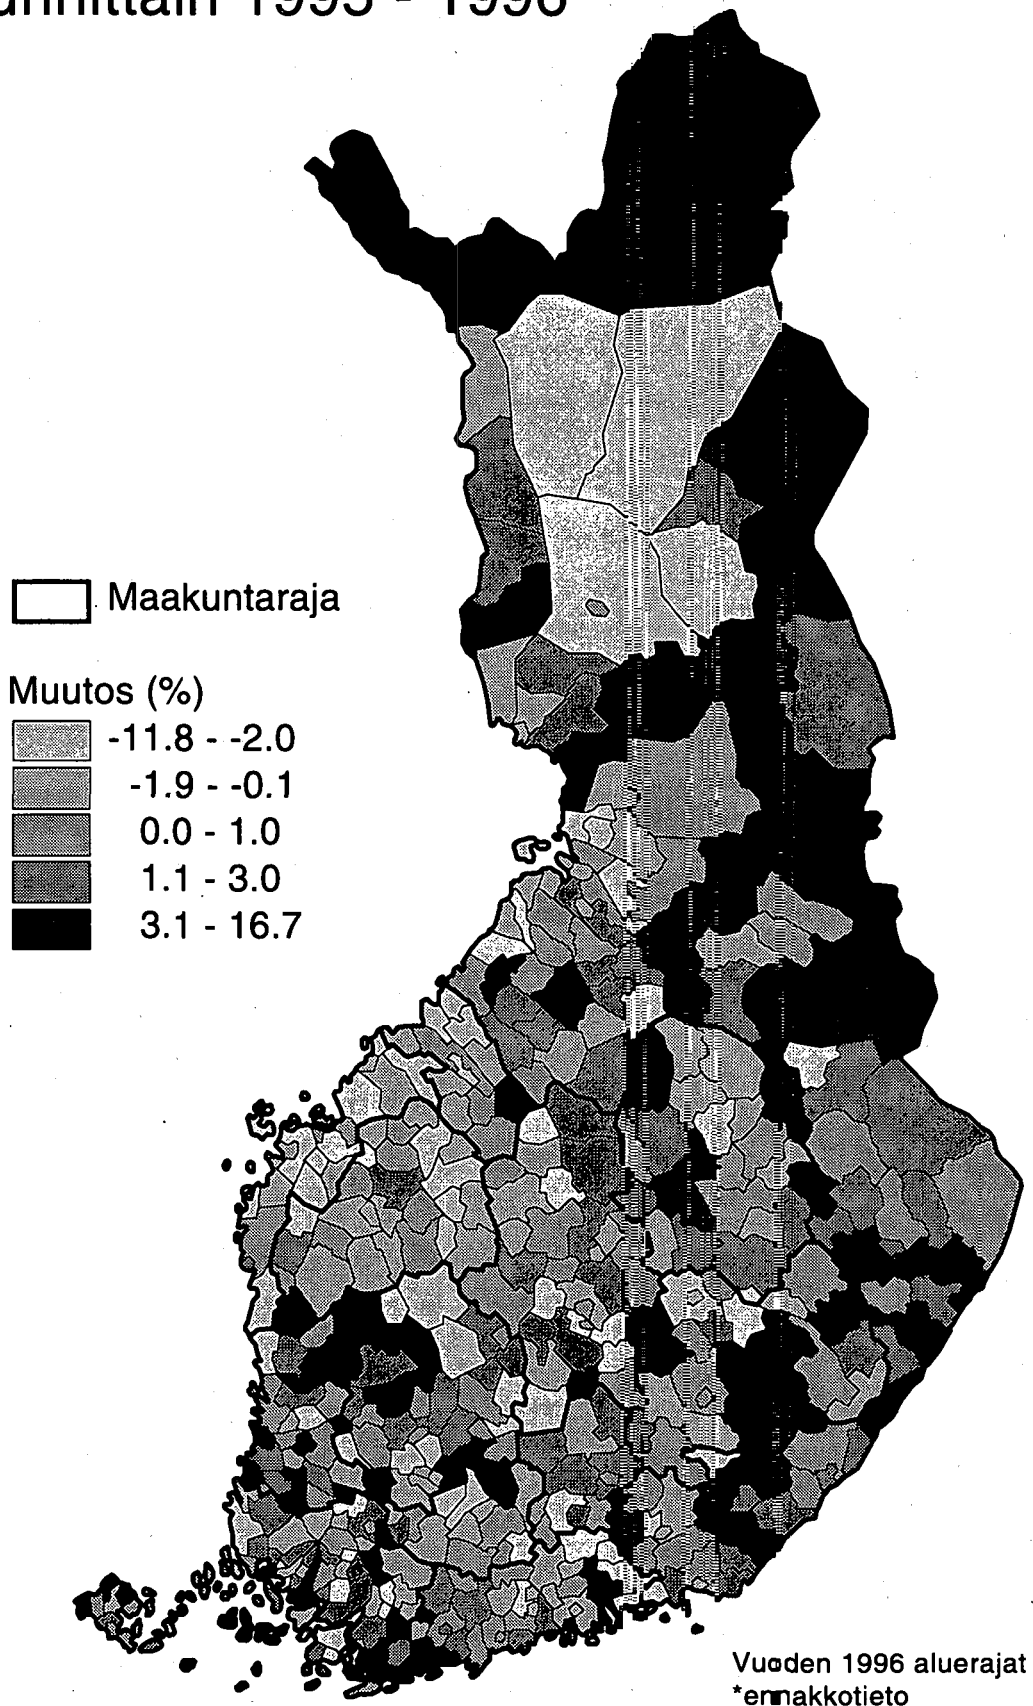 1995 - 1996
Maakuntaraja
Muutos (%)
-11.8 - -2.0
-1.9 - -0.1
0.0 - 1.0
1.1 - 3.0
3.1 - 16.7
Vuoden 1996 aluerajat
*ennakkotieto